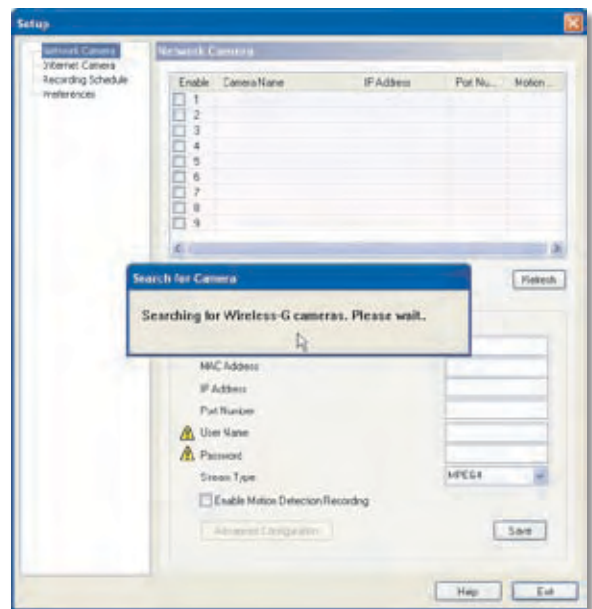 Setup
Network Camera
Internet Camera
Recording Schedule
Preferences
Network Camera
Enable Camera Name IP Address Port Nu... Motion ...
1
2
3
4
5
6
7
8
9
Refresh
Search for Camera
Searching for Wireless-G cameras. Please wait.
MAC Address
IP Address
Port Number
User Name
Password
Stream Type MPEG4
Enable Motion Detection Recording
Advanced Configuration Save
Help Exit